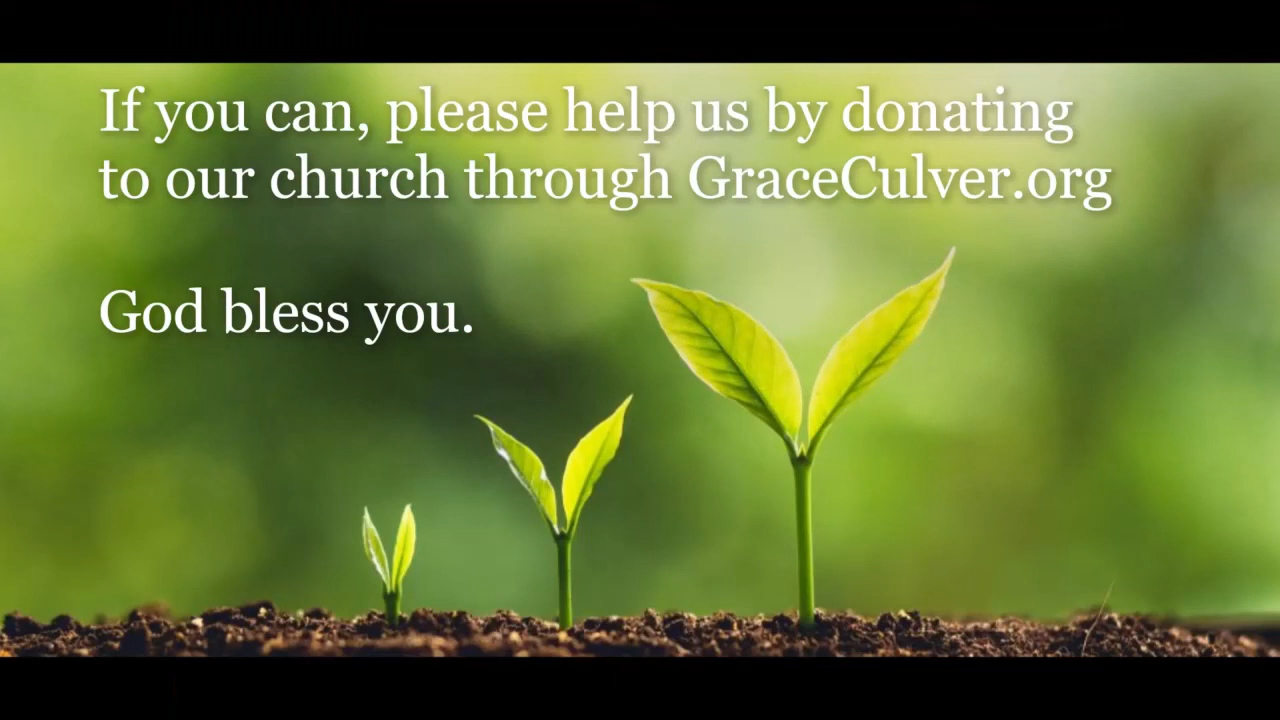 If you can, please help us by donating
to our church through GraceCulver.org
God bless you.